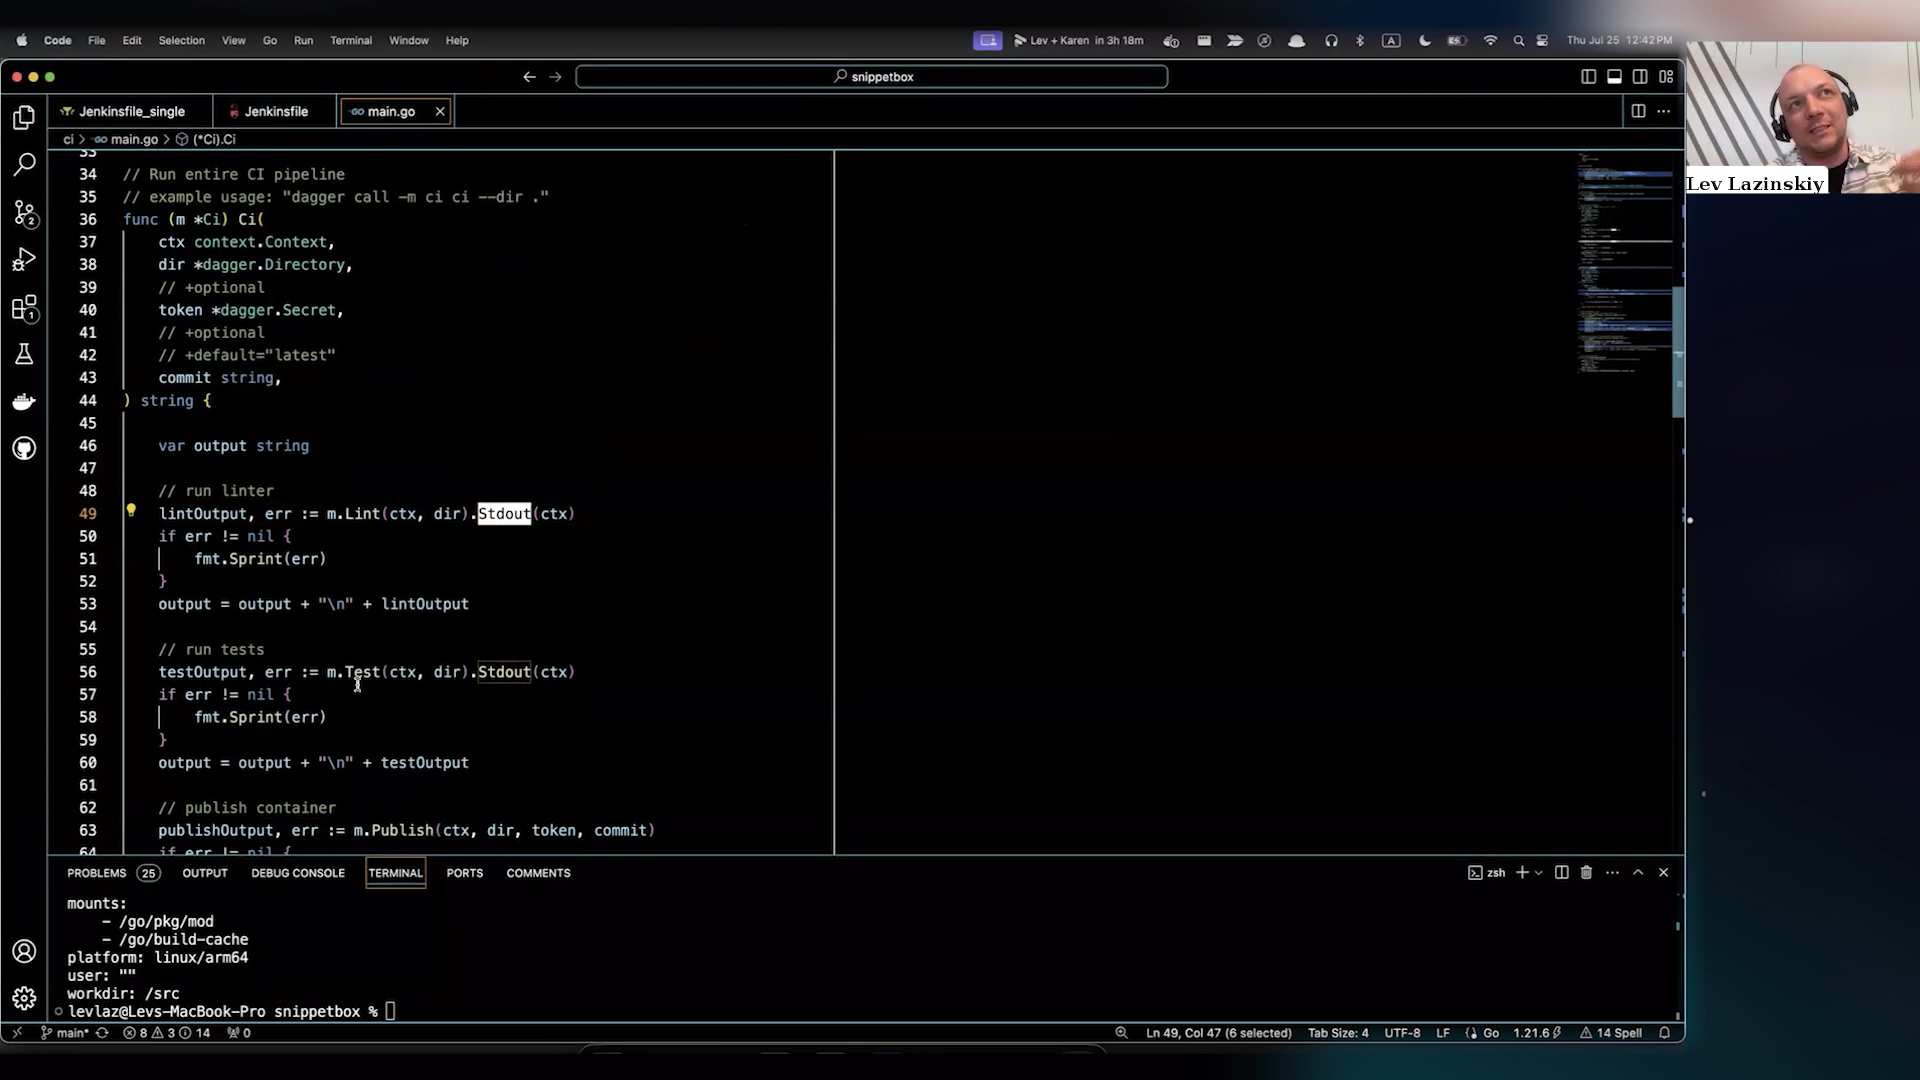 Code File Edit Selection View Go Run Terminal Window Help
Lev + Karen in 3h 18m A Thu Jul 25 12:42 PM
snippetbox
Jenkinsfile_single Jenkinsfile main.go
ci > main.go > (*Ci).Ci
Lev Lazinskiy
33
34 // Run entire CI pipeline
35 // example usage: "dagger call -m ci ci --dir ."
36 func (m *Ci) Ci(
37 ctx context.Context,
38 dir *dagger.Directory,
39 // +optional
40 token *dagger.Secret,
41 // +optional
42 // +default="latest"
43 commit string,
44 ) string {
45
46 var output string
47
48 // run linter
49 lintOutput, err := m.Lint(ctx, dir).Stdout(ctx)
50 if err != nil {
51 fmt.Sprint(err)
52 }
53 output = output + "\n" + lintOutput
54
55 // run tests
56 testOutput, err := m.Test(ctx, dir).Stdout(ctx)
57 if err != nil {
58 fmt.Sprint(err)
59 }
60 output = output + "\n" + testOutput
61
62 // publish container
63 publishOutput, err := m.Publish(ctx, dir, token, commit)
64 if err != nil {
PROBLEMS 25 OUTPUT DEBUG CONSOLE TERMINAL PORTS COMMENTS zsh
mounts:
- /go/pkg/mod
- /go/build-cache
platform: linux/arm64
user: ""
workdir: /src
levlaz@Levs-MacBook-Pro snippetbox %
main* 8 3 14 0 Ln 49, Col 47 (6 selected) Tab Size: 4 UTF-8 LF Go 1.21.6 14 Spell